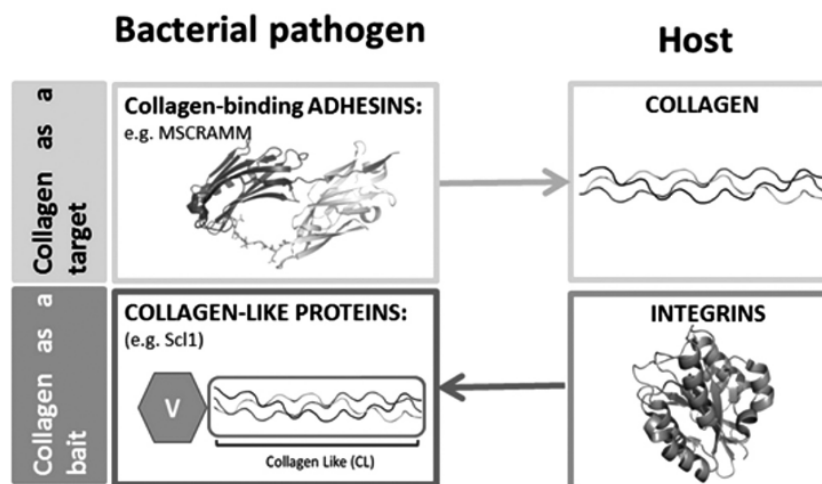 Bacterial pathogen
Host
Collagen as a
target
Collagen-binding ADHESINS:
e.g. MSCRAMM
COLLAGEN
Collagen as a
bait
COLLAGEN-LIKE PROTEINS:
(e.g. Scl1)
V
Collagen Like (CL)
INTEGRINS